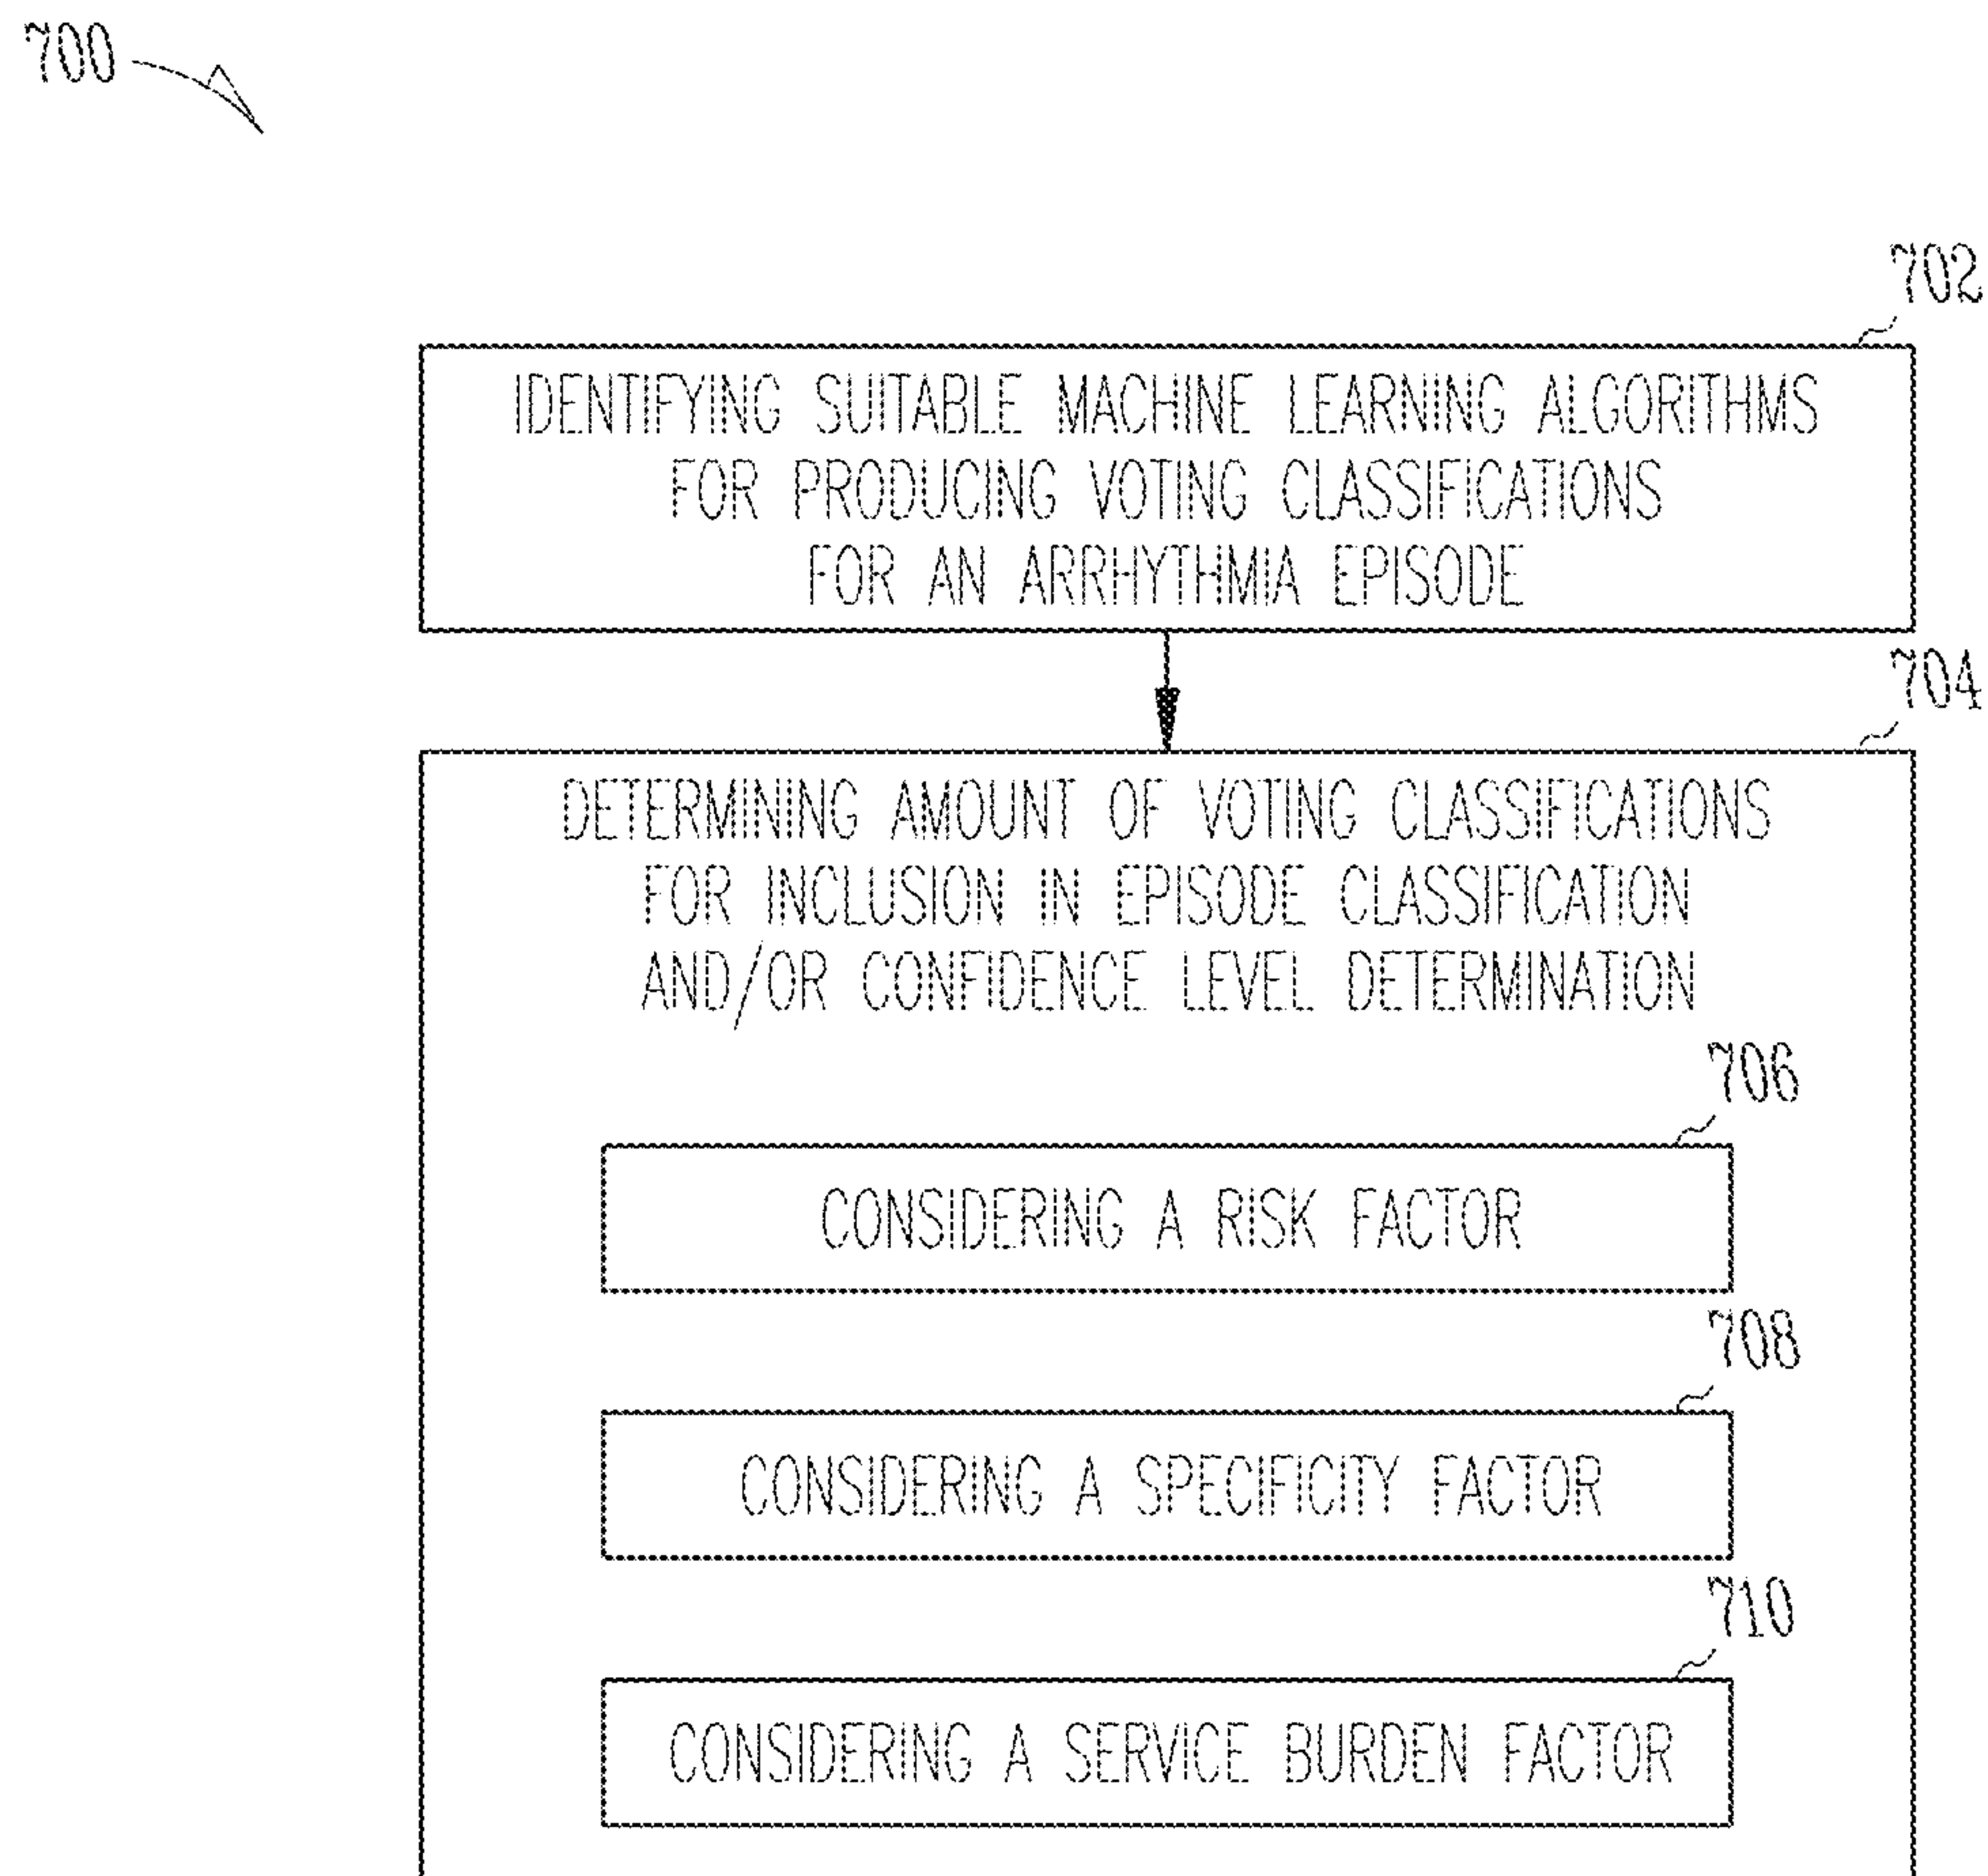 700
702
IDENTIFYING SUITABLE MACHINE LEARNING ALGORITHMS
FOR PRODUCING VOTING CLASSIFICATIONS
FOR AN ARRHYTHMIA EPISODE
704
DETERMINING AMOUNT OF VOTING CLASSIFICATIONS
FOR INCLUSION IN EPISODE CLASSIFICATION
AND/OR CONFIDENCE LEVEL DETERMINATION
706
CONSIDERING A RISK FACTOR
708
CONSIDERING A SPECIFICITY FACTOR
710
CONSIDERING A SERVICE BURDEN FACTOR